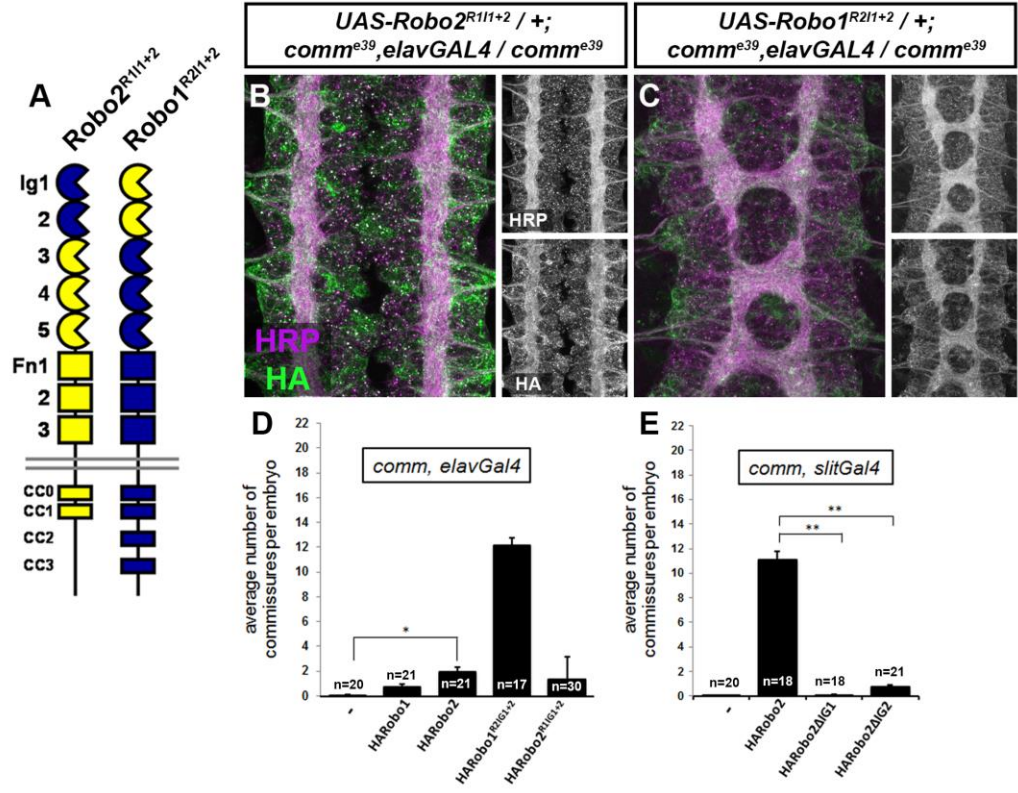 UAS-Robo2R1I1+2 / +;
comme39,elavGAL4 / comme39
UAS-Robo1R2I1+2 / +;
comme39,elavGAL4 / comme39
A
Robo2R1I1+2
Robo1R2I1+2
Ig1
2
3
4
5
Fn1
2
3
CC0
CC1
CC2
CC3
B
HRP
HA
HRP
HA
C
D
comm, elavGal4
average number of
commissures per embryo
22
20
18
16
14
12
10
8
6
4
2
0
*
n=20
n=21
n=21
n=17
n=30
-
HARobo1
HARobo2
HARobo1R2IG1+2
HARobo2R1IG1+2
E
comm, slitGal4
average number of
commissures per embryo
22
20
18
16
14
12
10
8
6
4
2
0
**
**
n=20
n=18
n=18
n=21
-
HARobo2
HARobo2ΔIG1
HARobo2ΔIG2